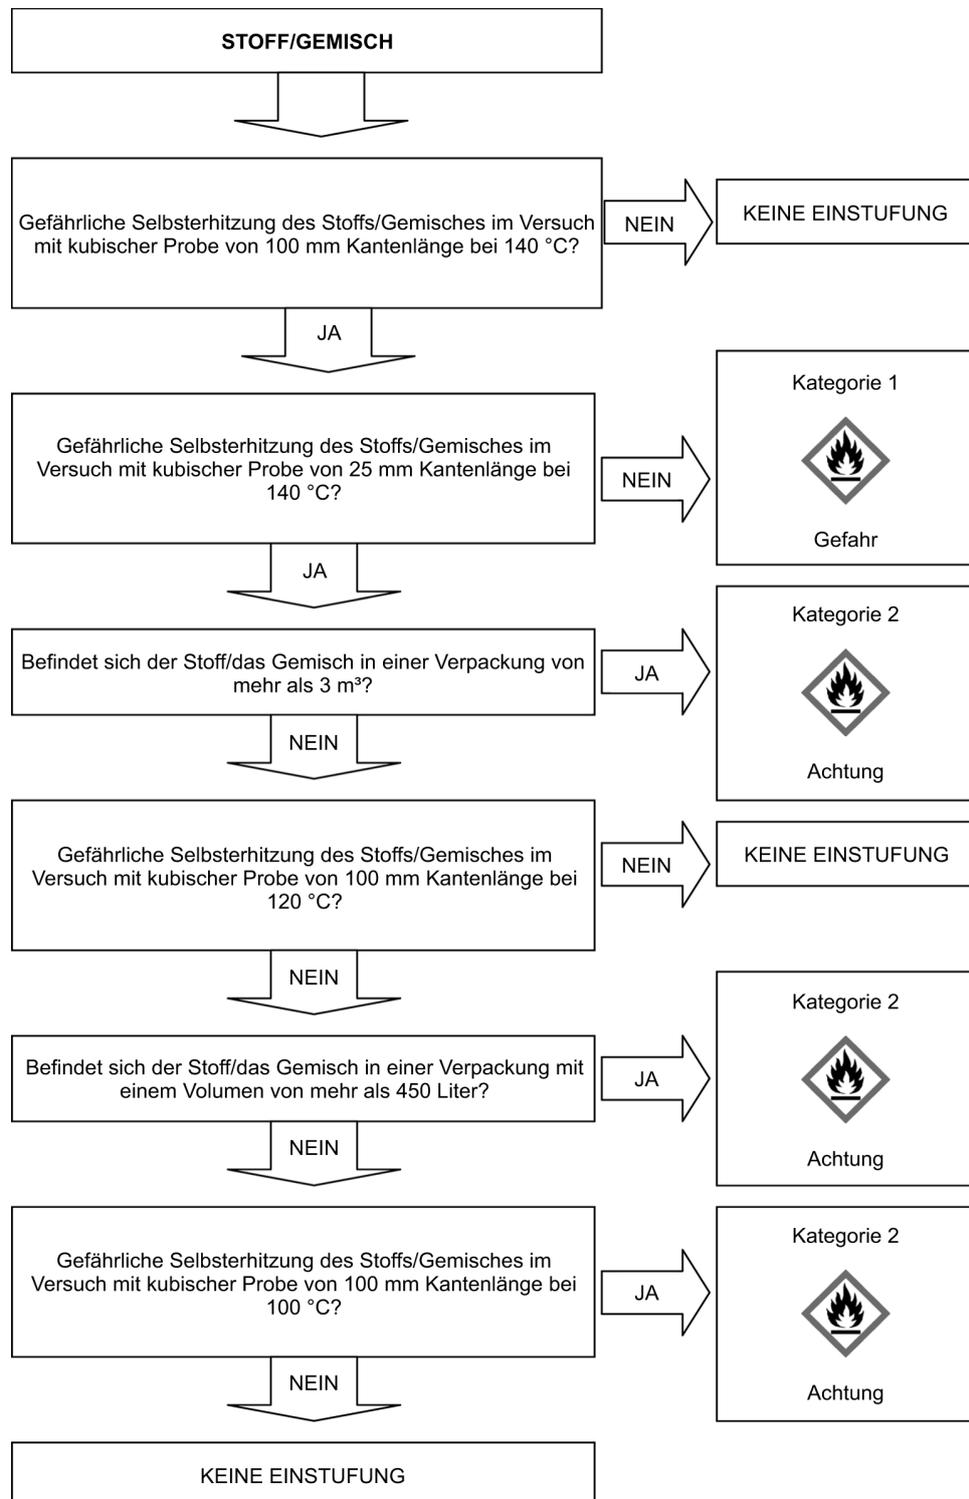 STOFF/GEMISCH
Gefährliche Selbsterhitzung des Stoffs/Gemisches im Versuch
mit kubischer Probe von 100 mm Kantenlänge bei 140 °C?
NEIN
KEINE EINSTUFUNG
JA
Gefährliche Selbsterhitzung des Stoffs/Gemisches im
Versuch mit kubischer Probe von 25 mm Kantenlänge bei
140 °C?
NEIN
Kategorie 1
Gefahr
JA
Befindet sich der Stoff/das Gemisch in einer Verpackung von
mehr als 3 m³?
JA
Kategorie 2
Achtung
NEIN
Gefährliche Selbsterhitzung des Stoffs/Gemisches im
Versuch mit kubischer Probe von 100 mm Kantenlänge bei
120 °C?
NEIN
KEINE EINSTUFUNG
NEIN
Befindet sich der Stoff/das Gemisch in einer Verpackung mit
einem Volumen von mehr als 450 Liter?
JA
Kategorie 2
Achtung
NEIN
Gefährliche Selbsterhitzung des Stoffs/Gemisches im
Versuch mit kubischer Probe von 100 mm Kantenlänge bei
100 °C?
JA
Kategorie 2
Achtung
NEIN
KEINE EINSTUFUNG